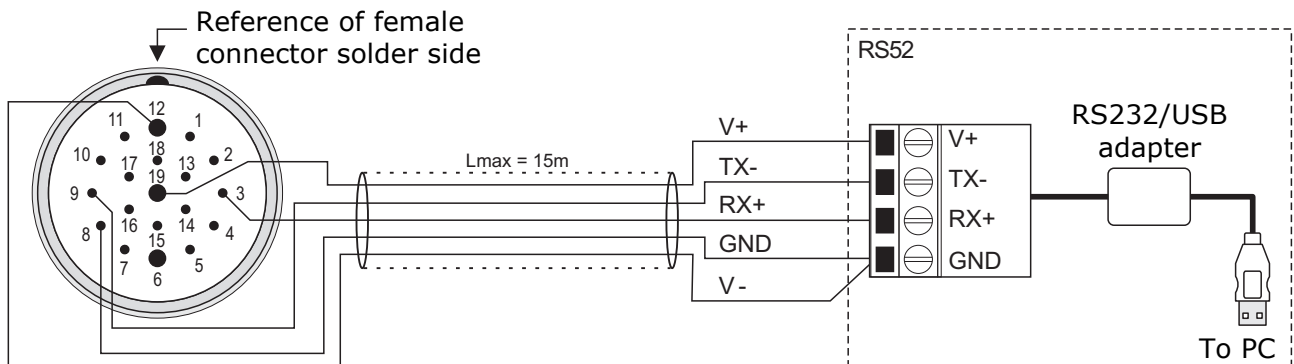 Reference of female
connector solder side
RS52
12
11
1
10
17
18
13
2
9
19
3
8
16
15
14
4
7
6
5
Lmax = 15m
V+
TX-
RX+
GND
V-
V+
TX-
RX+
GND
RS232/USB
adapter
To PC